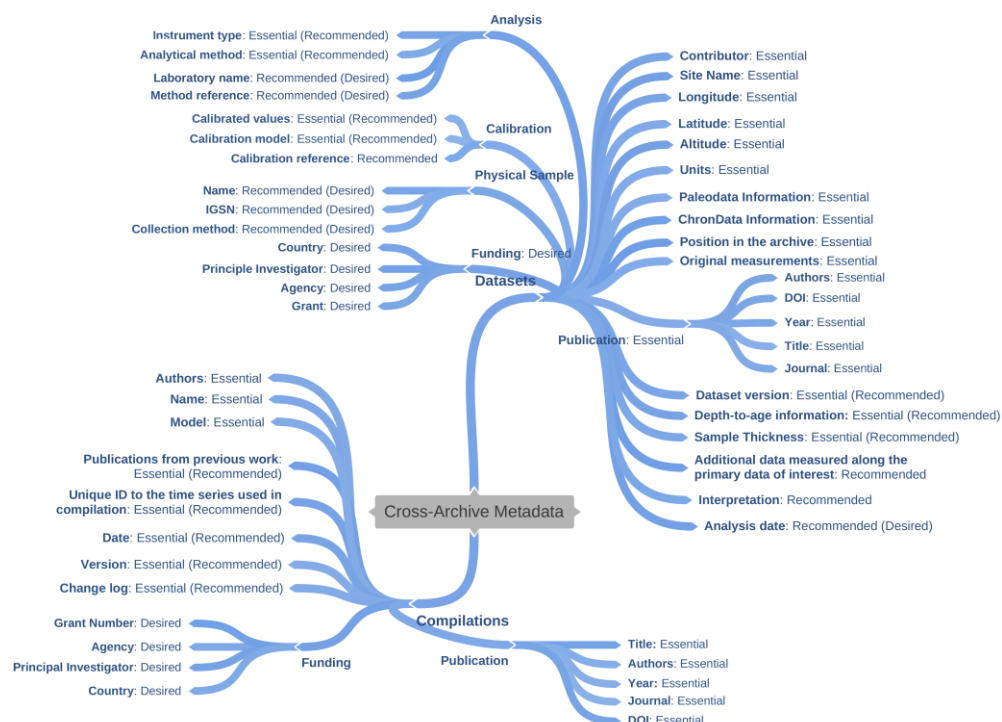 Analysis
Instrument type: Essential (Recommended)
Analytical method: Essential (Recommended)
Laboratory name: Recommended (Desired)
Method reference: Recommended (Desired)
Calibrated values: Essential (Recommended)
Calibration
Calibration model: Essential (Recommended)
Calibration reference: Recommended
Physical Sample
Name: Recommended (Desired)
IGSN: Recommended (Desired)
Collection method: Recommended (Desired)
Funding: Desired
Country: Desired
Principle Investigator: Desired
Agency: Desired
Grant: Desired
Datasets
Contributor: Essential
Site Name: Essential
Longitude: Essential
Latitude: Essential
Altitude: Essential
Units: Essential
Paleodata Information: Essential
ChronData Information: Essential
Position in the archive: Essential
Original measurements: Essential
Publication: Essential
Authors: Essential
DOI: Essential
Year: Essential
Title: Essential
Journal: Essential
Dataset version: Essential (Recommended)
Depth-to-age information: Essential (Recommended)
Sample Thickness: Essential (Recommended)
Additional data measured along the
primary data of interest: Recommended
Interpretation: Recommended
Analysis date: Recommended (Desired)
Cross-Archive Metadata
Authors: Essential
Name: Essential
Model: Essential
Publications from previous work:
Essential (Recommended)
Unique ID to the time series used in
compilation: Essential (Recommended)
Date: Essential (Recommended)
Version: Essential (Recommended)
Change log: Essential (Recommended)
Compilations
Funding
Grant Number: Desired
Agency: Desired
Principal Investigator: Desired
Country: Desired
Publication
Title: Essential
Authors: Essential
Year: Essential
Journal: Essential
DOI: Essential